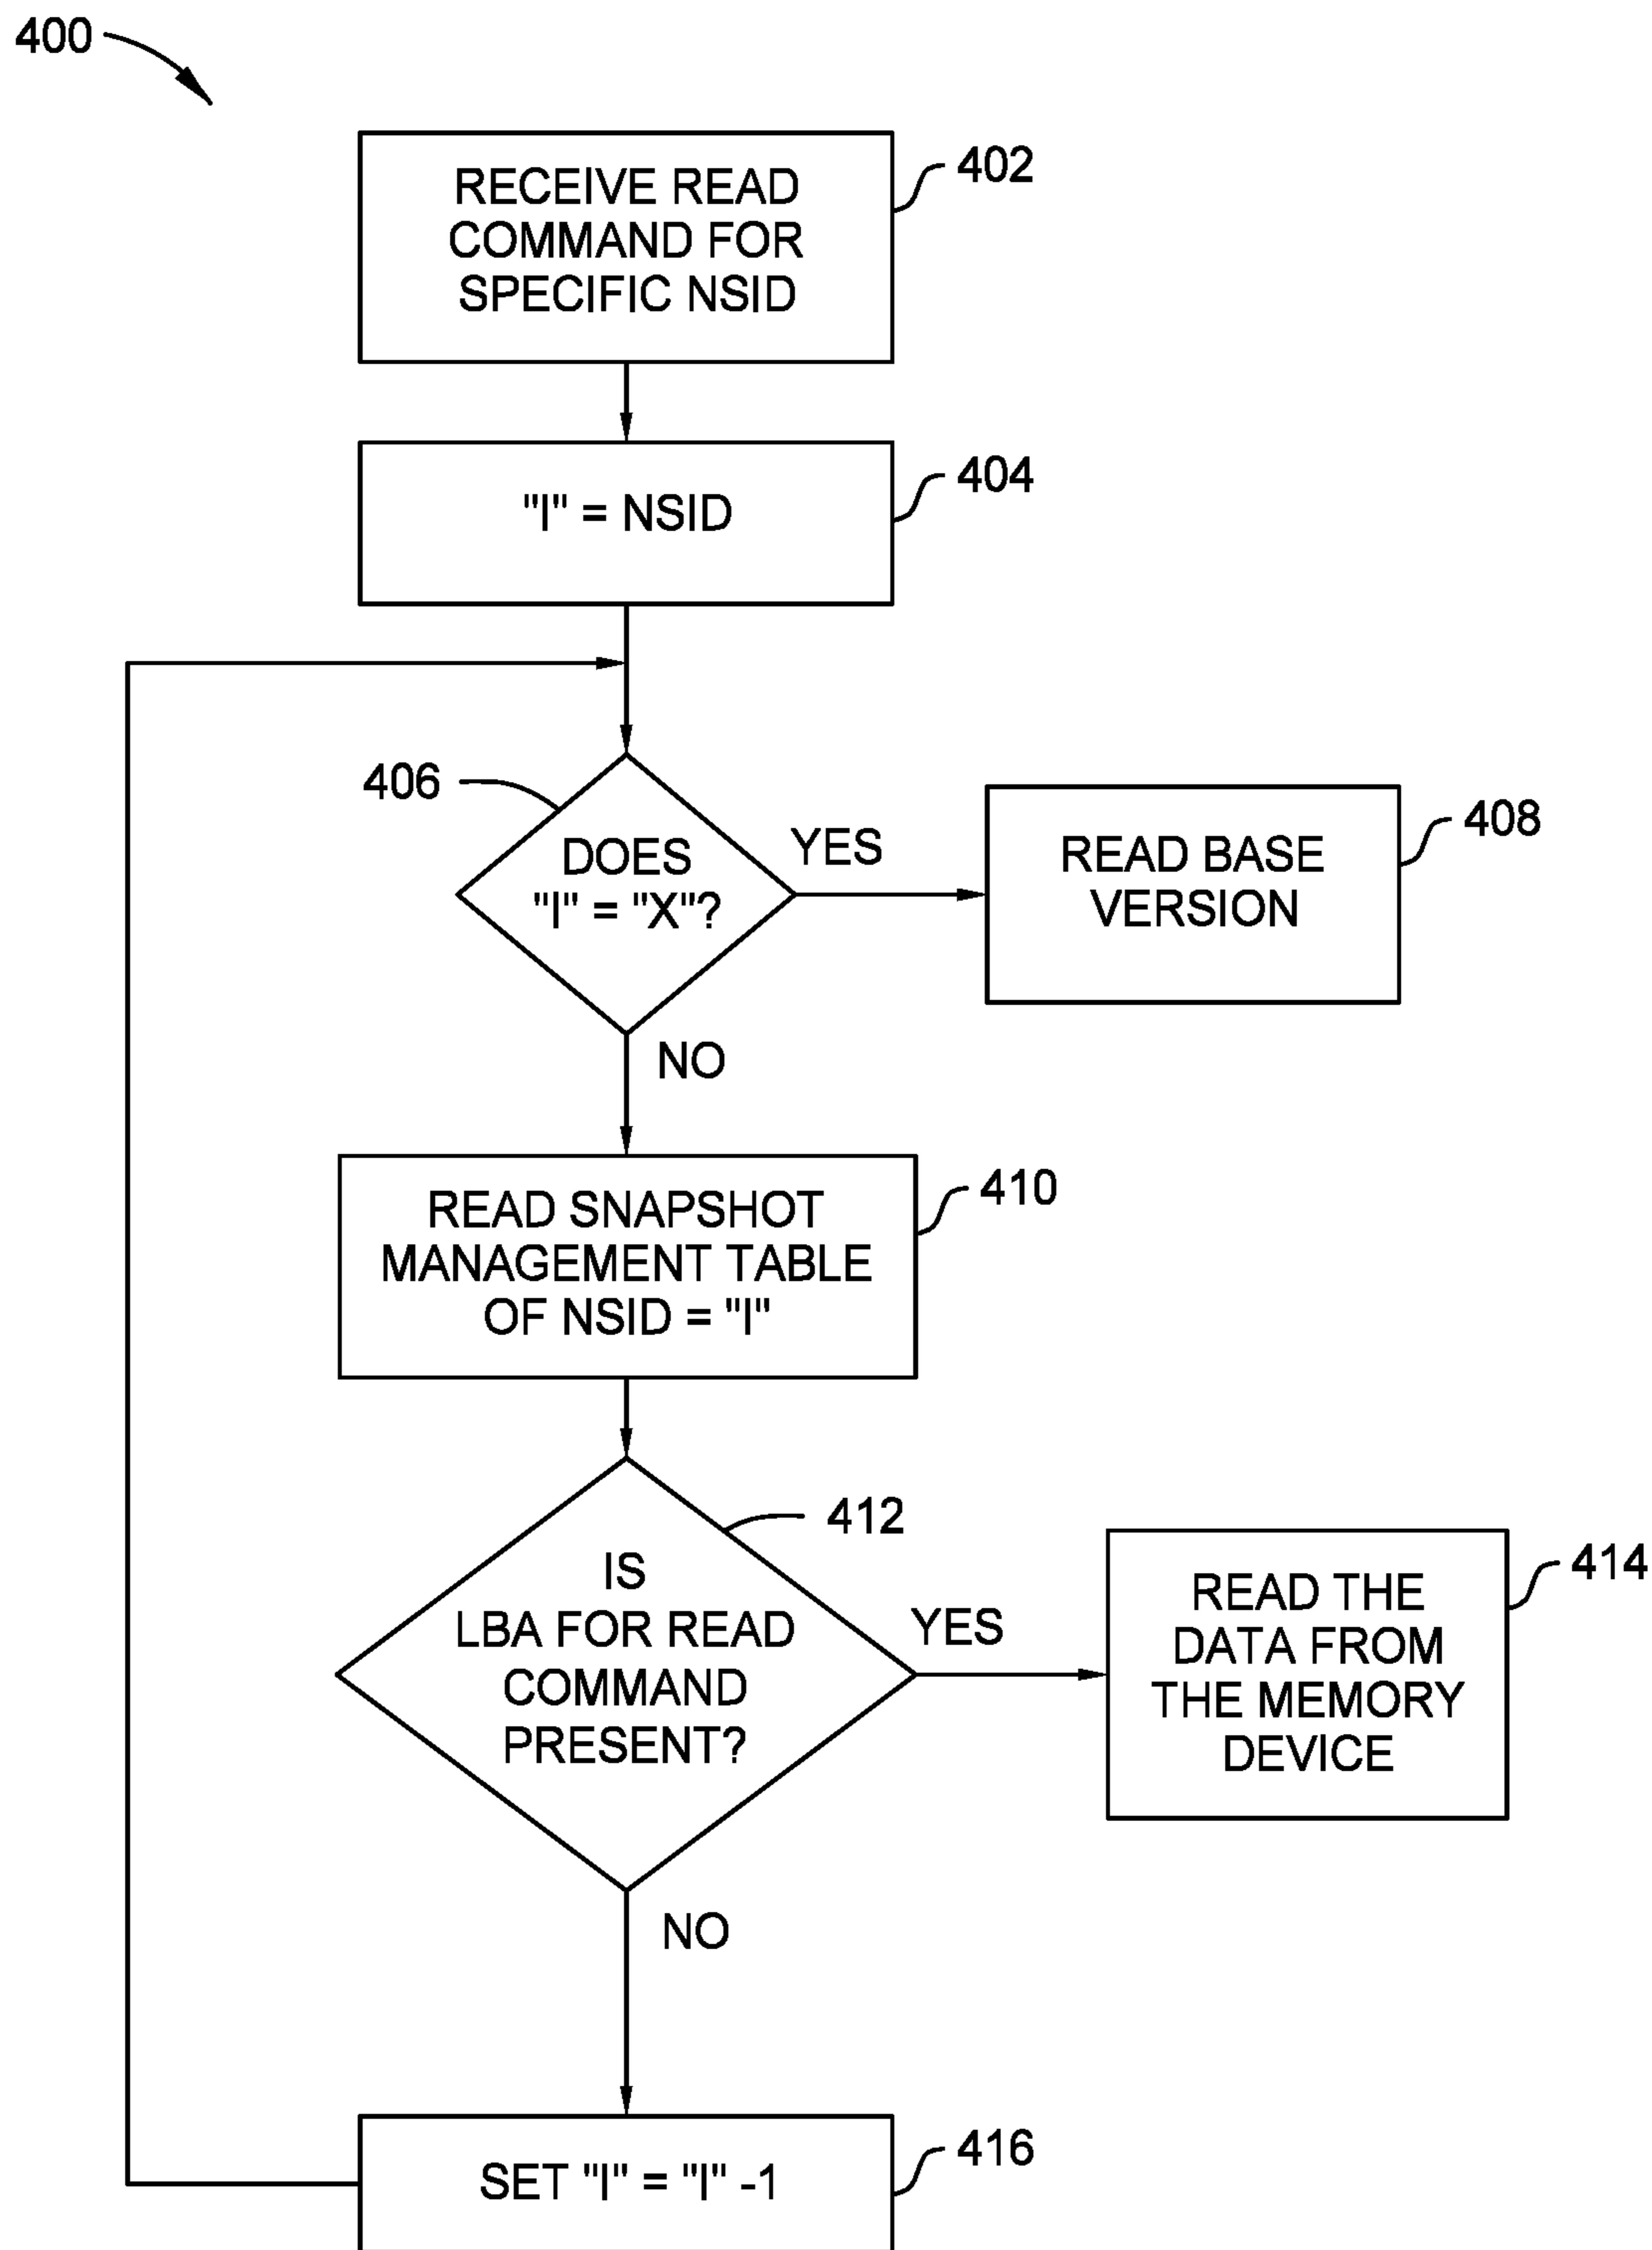 400
RECEIVE READ
COMMAND FOR
SPECIFIC NSID
402
"I" = NSID
404
406
DOES
"I" = "X"?
YES
READ BASE
VERSION
408
NO
READ SNAPSHOT
MANAGEMENT TABLE
OF NSID = "I"
410
412
IS
LBA FOR READ
COMMAND
PRESENT?
YES
READ THE
DATA FROM
THE MEMORY
DEVICE
414
NO
SET "I" = "I" -1
416